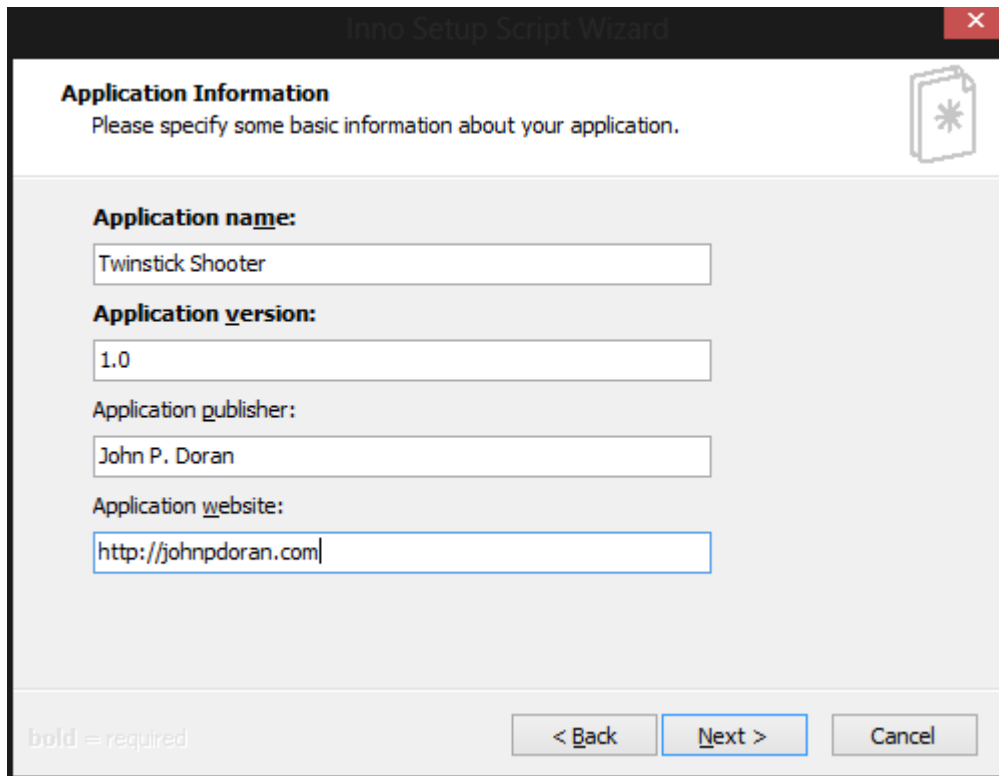 Inno Setup Script Wizard
Application Information
Please specify some basic information about your application.
Application name:
Twinstick Shooter
Application version:
1.0
Application publisher:
John P. Doran
Application website:
http://johnpdoran.com
bold = required
< Back Next > Cancel